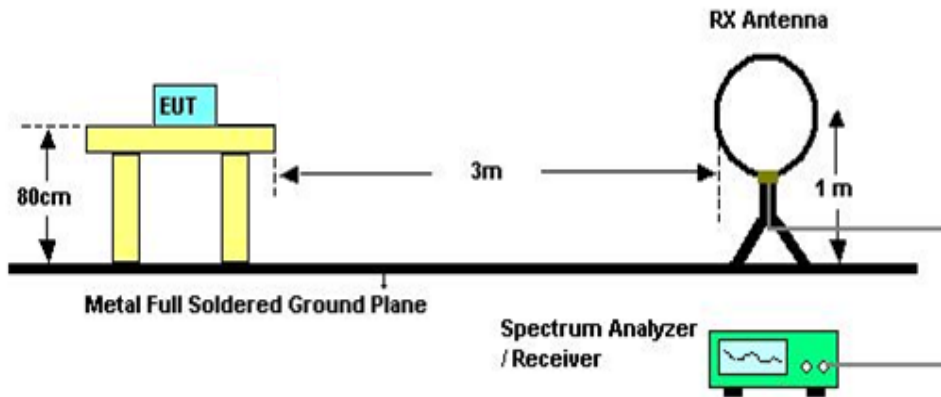 RX Antenna
EUT
80cm
3m
1 m
Metal Full Soldered Ground Plane
Spectrum Analyzer
/ Receiver